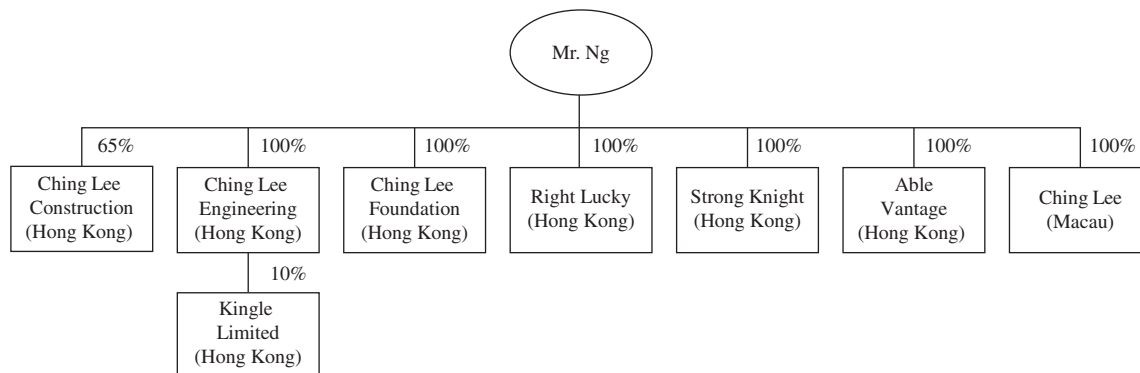 Mr. Ng
65%
100%
100%
100%
100%
100%
100%
Ching Lee
Construction
(Hong Kong)
Ching Lee
Engineering
(Hong Kong)
Ching Lee
Foundation
(Hong Kong)
Right Lucky
(Hong Kong)
Strong Knight
(Hong Kong)
Able
Vantage
(Hong Kong)
Ching Lee
(Macau)
10%
Kingle
Limited
(Hong Kong)